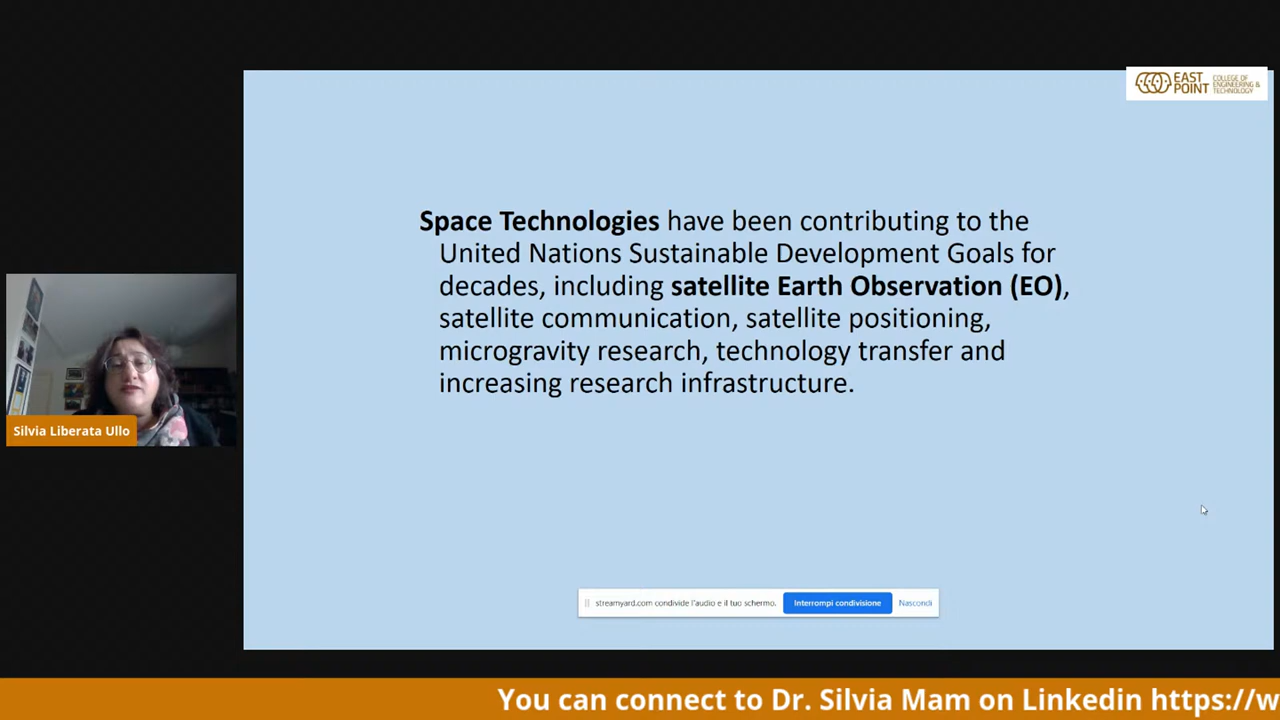 EAST
POINT
COLLEGE OF
ENGINEERING &
TECHNOLOGY
Space Technologies have been contributing to the
United Nations Sustainable Development Goals for
decades, including satellite Earth Observation (EO),
satellite communication, satellite positioning,
microgravity research, technology transfer and
increasing research infrastructure.
Silvia Liberata Ullo
streamyard.com condivide l'audio e il tuo schermo.
Interrompi condivisione
Nascondi
You can connect to Dr. Silvia Mam on Linkedin https://w